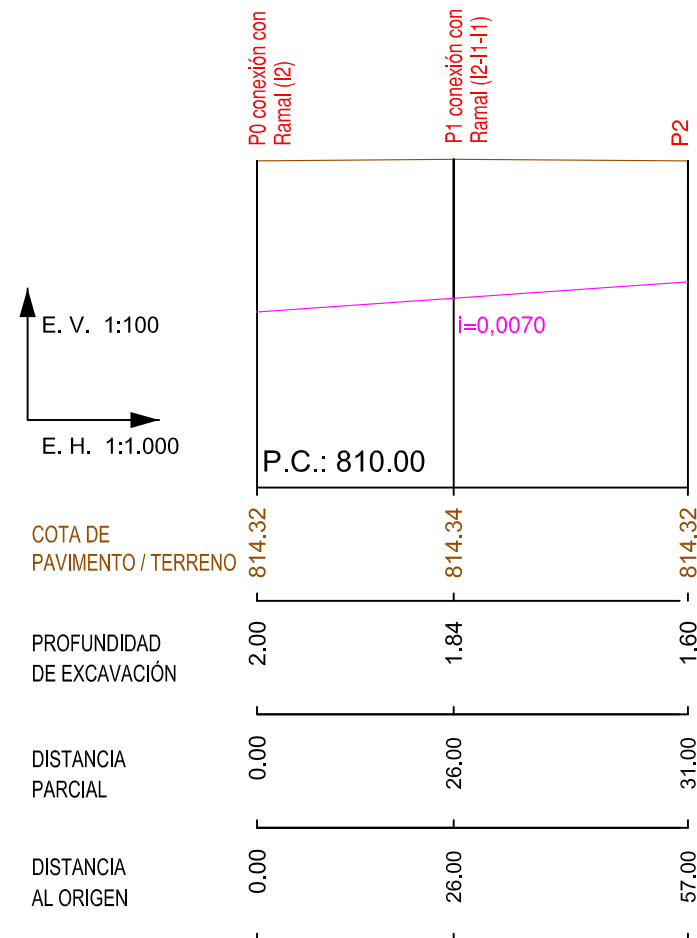 P0 conexión con
Ramal (I2)
P1 conexión con
Ramal (I2-I1-I1)
P2
E. V. 1:100
i=0,0070
E. H. 1:1.000
P.C.: 810.00
COTA DE
PAVIMENTO / TERRENO
814.32
814.34
814.32
PROFUNDIDAD
DE EXCAVACIÓN
2.00
1.84
1.60
DISTANCIA
PARCIAL
0.00
26.00
31.00
DISTANCIA
AL ORIGEN
0.00
26.00
57.00